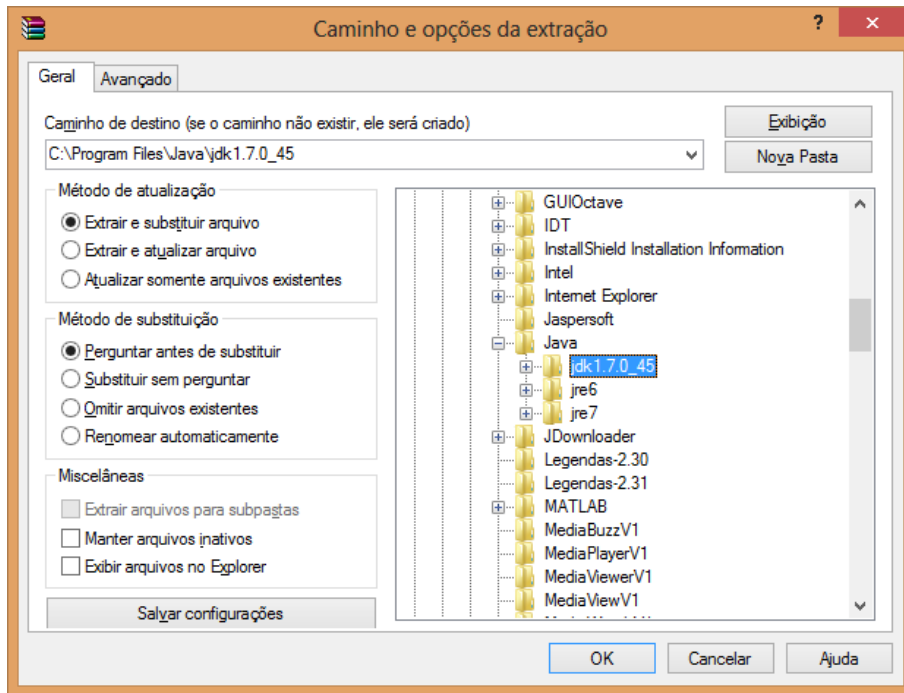 Caminho e opções da extração
?
×
Geral
Avançado
Caminho de destino (se o caminho não existir, ele será criado)
C:\Program Files\Java\jdk1.7.0_45
Exibição
Nova Pasta
Método de atualização
Extrair e substituir arquivo
Extrair e atualizar arquivo
Atualizar somente arquivos existentes
Método de substituição
Perguntar antes de substituir
Substituir sem perguntar
Omitir arquivos existentes
Renomear automaticamente
Miscelâneas
Extrair arquivos para subpastas
Manter arquivos inativos
Exibir arquivos no Explorer
Salvar configurações
GUIOctave
IDT
InstallShield Installation Information
Intel
Internet Explorer
Jaspersoft
Java
jdk1.7.0_45
jre6
jre7
JDownloader
Legendas-2.30
Legendas-2.31
MATLAB
MediaBuzzV1
MediaPlayerV1
MediaViewerV1
MediaViewV1
OK
Cancelar
Ajuda